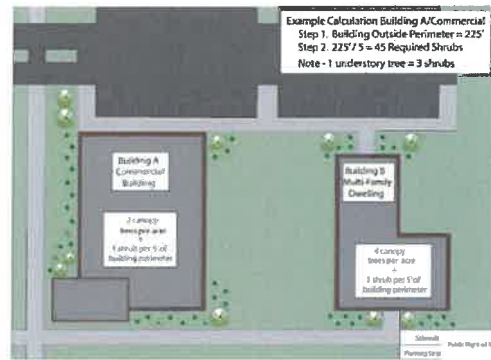 Example Calculation Building A/Commercial
Step 1. Building Outside Perimeter = 225'
Step 2. 225'/ 5 = 45 Required Shrubs
Note - 1 understory tree = 3 shrubs
Building A
Commercial
Building
2 canopy
trees per acre
+
1 shrub per 5' of
building perimeter
Building B
Multi-Family
Dwelling
4 canopy
trees per acre
+
1 shrub per 5' of
building perimeter
Sidewalk
Planting Strip
Public Right of